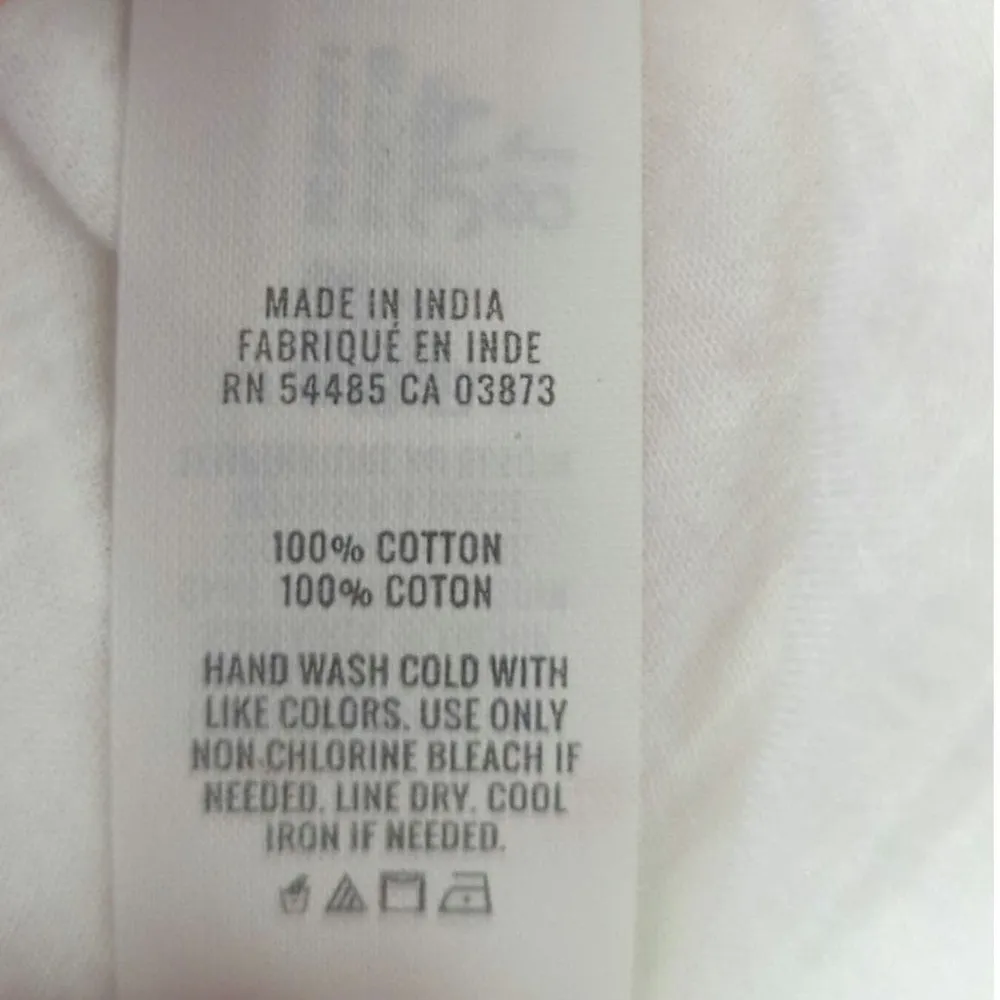 MADE IN INDIA
FABRIQUÉ EN INDE
RN 54485 CA 03873
100% COTTON
100% COTON
HAND WASH COLD WITH
LIKE COLORS. USE ONLY
NON-CHLORINE BLEACH IF
NEEDED. LINE DRY. COOL
IRON IF NEEDED.